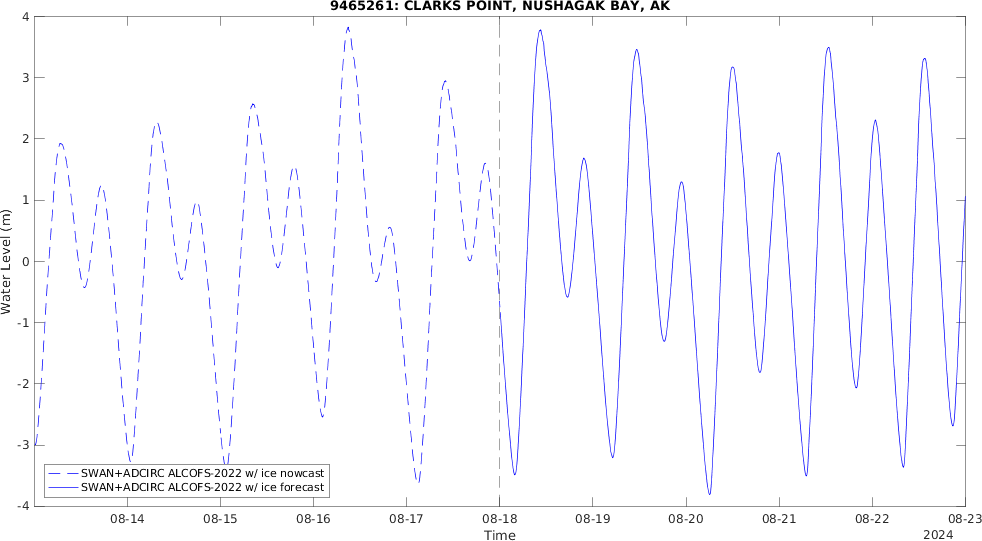 9465261: CLARKS POINT, NUSHAGAK BAY, AK
4
3
2
1
0
-1
-2
-3
-4
Water Level (m)
SWAN+ADCIRC ALCOFS-2022 w/ ice nowcast
SWAN+ADCIRC ALCOFS-2022 w/ ice forecast
08-14 08-15 08-16 08-17 08-18 08-19 08-20 08-21 08-22 08-23
Time
2024